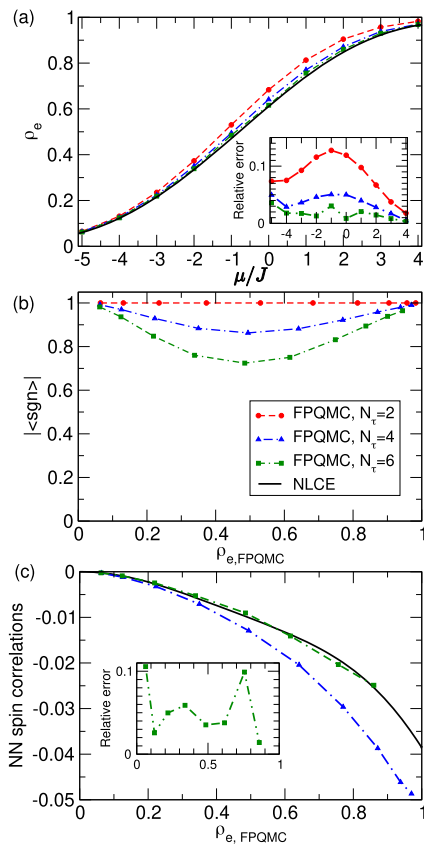 (a)
1
0.8
0.6
0.4
0.2
0
ρe
Relative error
0.1
0
-4 -2 0 2 4
-5 -4 -3 -2 -1 0 1 2 3 4
μ/J
(b)
1
0.8
0.6
0.4
0.2
0
|<sgn>|
FPQMC, Nτ=2
FPQMC, Nτ=4
FPQMC, Nτ=6
NLCE
0 0.2 0.4 0.6 0.8 1
ρe,FPQMC
(c)
0
-0.01
-0.02
-0.03
-0.04
-0.05
NN spin correlations
Relative error
0.1
0
0 0.5 1
0 0.2 0.4 0.6 0.8 1
ρe, FPQMC